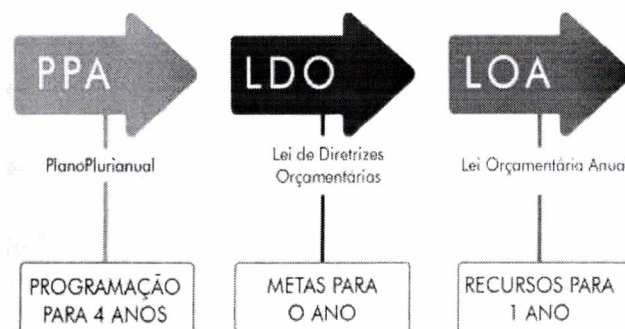 PPA
LDO
LOA
PlanoPlurianual
Lei de Diretrizes
Orçamentárias
Lei Orçamentária Anual
PROGRAMAÇÃO
PARA 4 ANOS
METAS PARA
O ANO
RECURSOS PARA
1 ANO